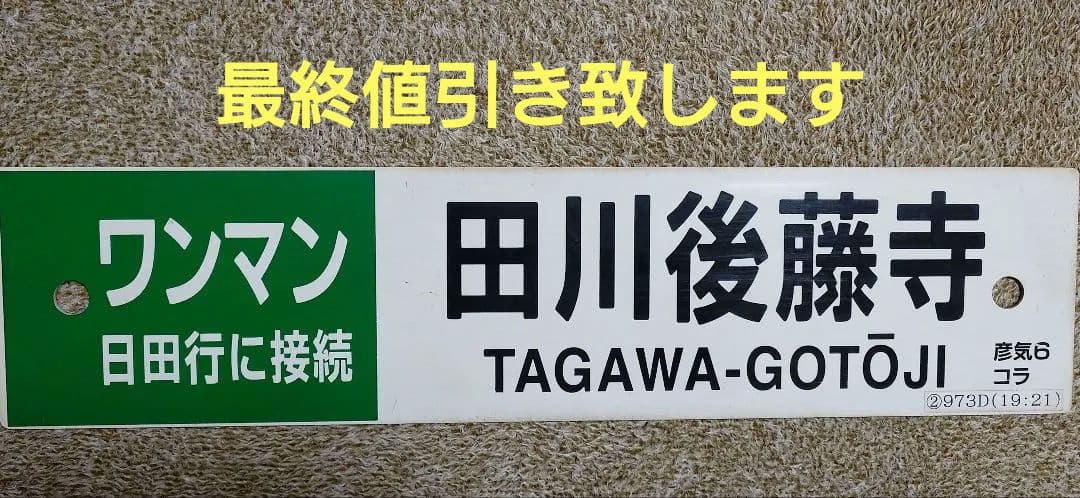 最終値引き致します
ワンマン
日田行に接続
田川後藤寺
TAGAWA-GOTŌJI
彦気6
コラ
②973D(19:21)